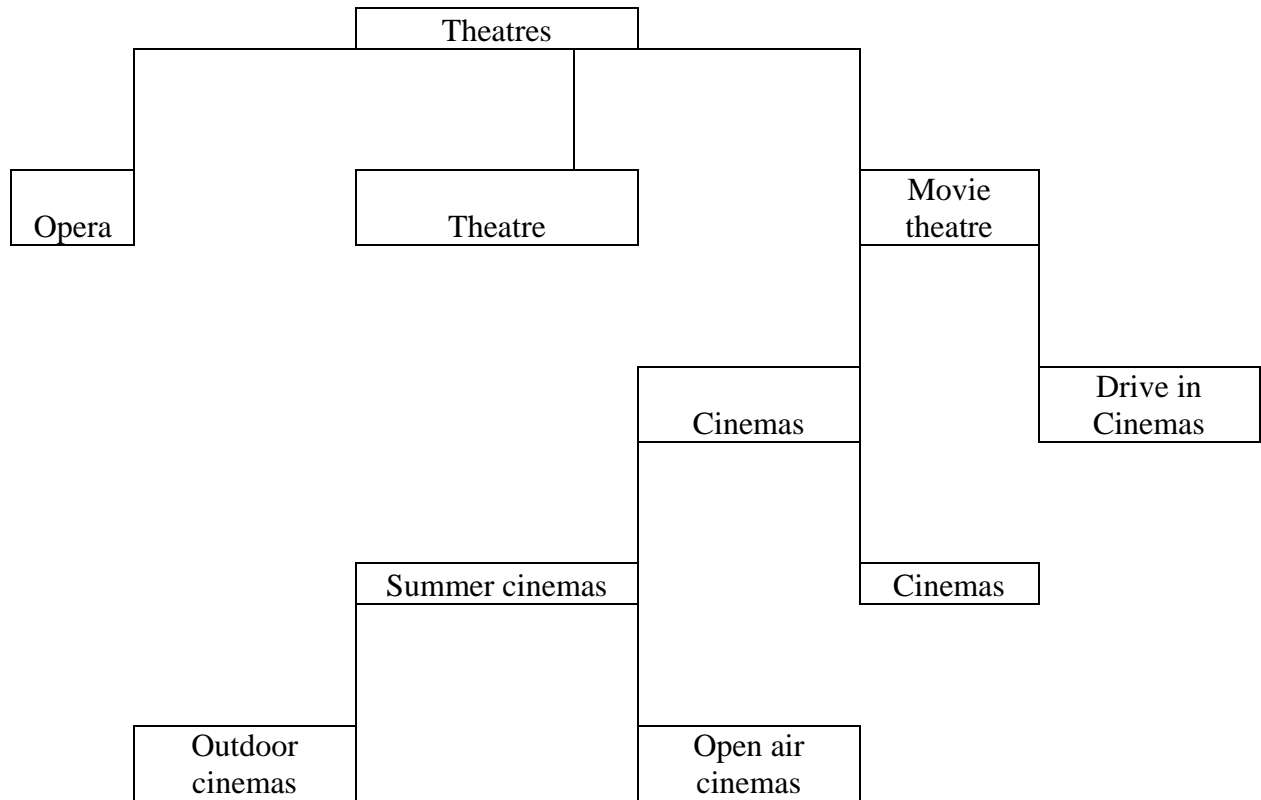 Theatres
Opera
Theatre
Movie
theatre
Cinemas
Drive in
Cinemas
Summer cinemas
Cinemas
Outdoor
cinemas
Open air
cinemas